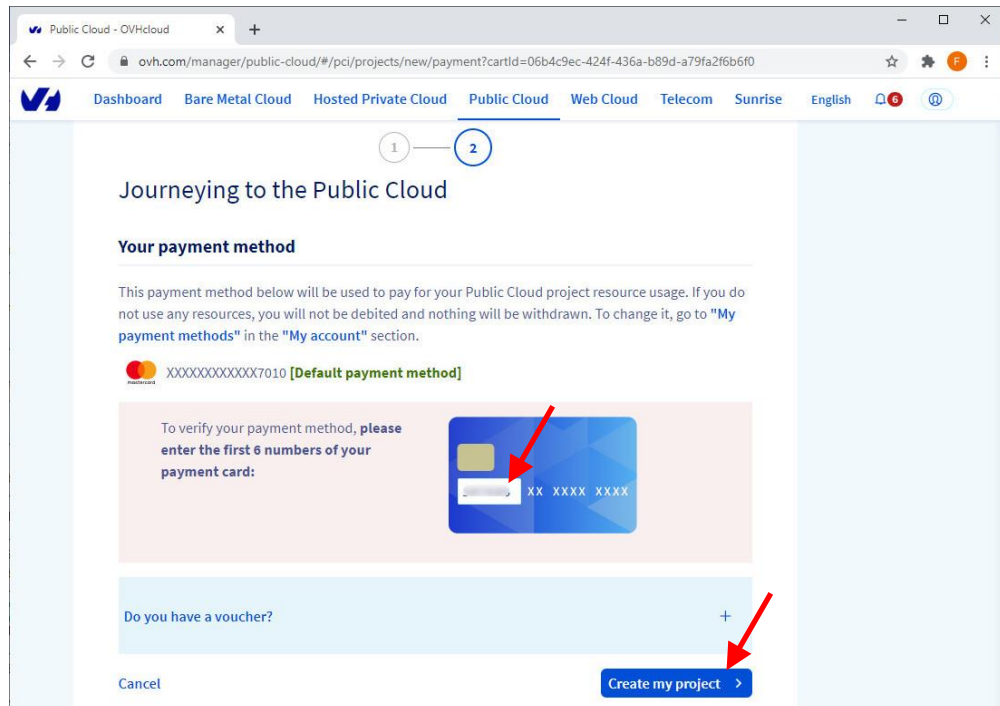 Public Cloud - OVHcloud
ovh.com/manager/public-cloud/#/pci/projects/new/payment?cartId=06b4c9ec-424f-436a-b89d-a79fa2f6b6f0
F
Dashboard Bare Metal Cloud Hosted Private Cloud Public Cloud Web Cloud Telecom Sunrise English 6
1 2
Journeying to the Public Cloud
Your payment method
This payment method below will be used to pay for your Public Cloud project resource usage. If you do
not use any resources, you will not be debited and nothing will be withdrawn. To change it, go to "My
payment methods" in the "My account" section.
mastercard XXXXXXXXXXXX7010 [Default payment method]
To verify your payment method, please
enter the first 6 numbers of your
payment card:
XX XXXX XXXX
Do you have a voucher? +
Cancel
Create my project >